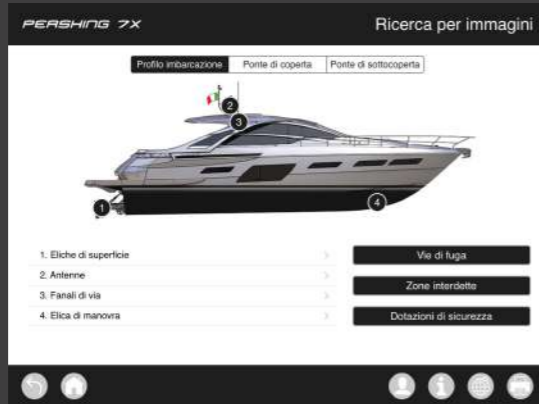 PERSHING 7X
Ricerca per immagini
Profilo imbarcazione Ponte di coperta Ponte di sottocoperta
2
3
1
4
1. Eliche di superficie
2. Antenne
3. Fanali di via
4. Elica di manovra
Vie di fuga
Zone interdette
Dotazioni di sicurezza